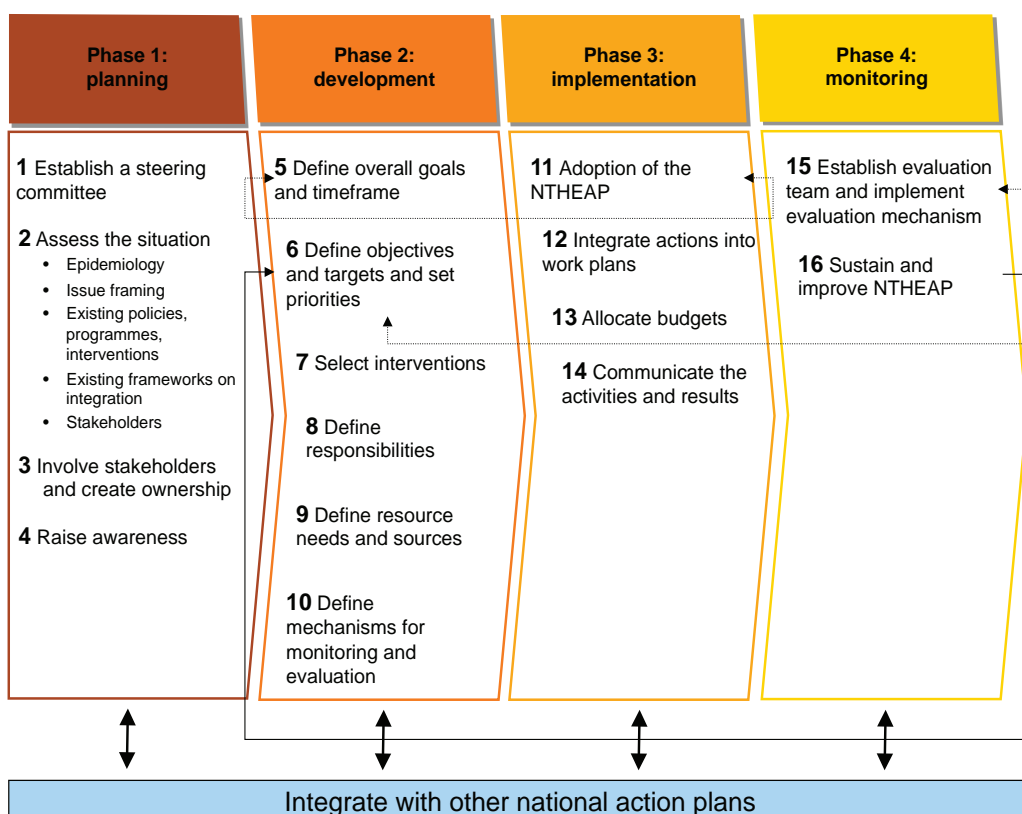 Phase 1:
planning
Phase 2:
development
Phase 3:
implementation
Phase 4:
monitoring
1 Establish a steering
committee
2 Assess the situation
• Epidemiology
• Issue framing
• Existing policies,
programmes,
interventions
• Existing frameworks on
integration
• Stakeholders
3 Involve stakeholders
and create ownership
4 Raise awareness
5 Define overall goals
and timeframe
6 Define objectives
and targets and set
priorities
7 Select interventions
8 Define
responsibilities
9 Define resource
needs and sources
10 Define
mechanisms for
monitoring and
evaluation
11 Adoption of the
NTHEAP
12 Integrate actions into
work plans
13 Allocate budgets
14 Communicate the
activities and results
15 Establish evaluation
team and implement
evaluation mechanism
16 Sustain and
improve NTHEAP
Integrate with other national action plans